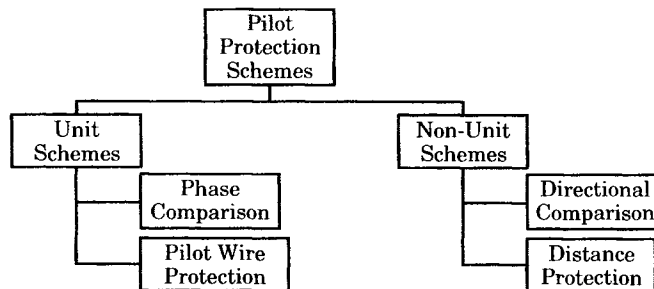 Pilot
Protection
Schemes
Unit
Schemes
Non-Unit
Schemes
Phase
Comparison
Directional
Comparison
Pilot Wire
Protection
Distance
Protection